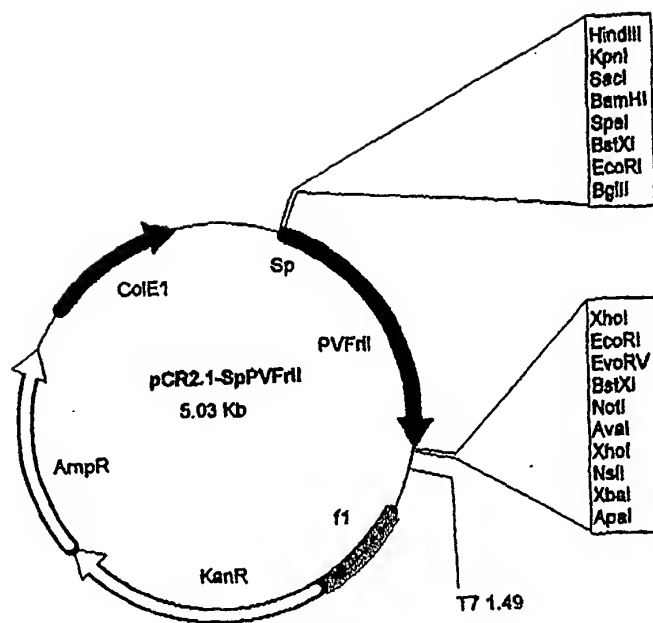 HindIII
KpnI
SacI
BamHI
SpeI
BstXI
EcoRI
BglII
Sp
ColE1
PVFrII
pCR2.1-SpPVFrII
5.03 Kb
XhoI
EcoRI
EvoRV
BstXI
NotI
AvaI
XhoI
NsiI
XbaI
ApaI
AmpR
f1
KanR
T7 1.49